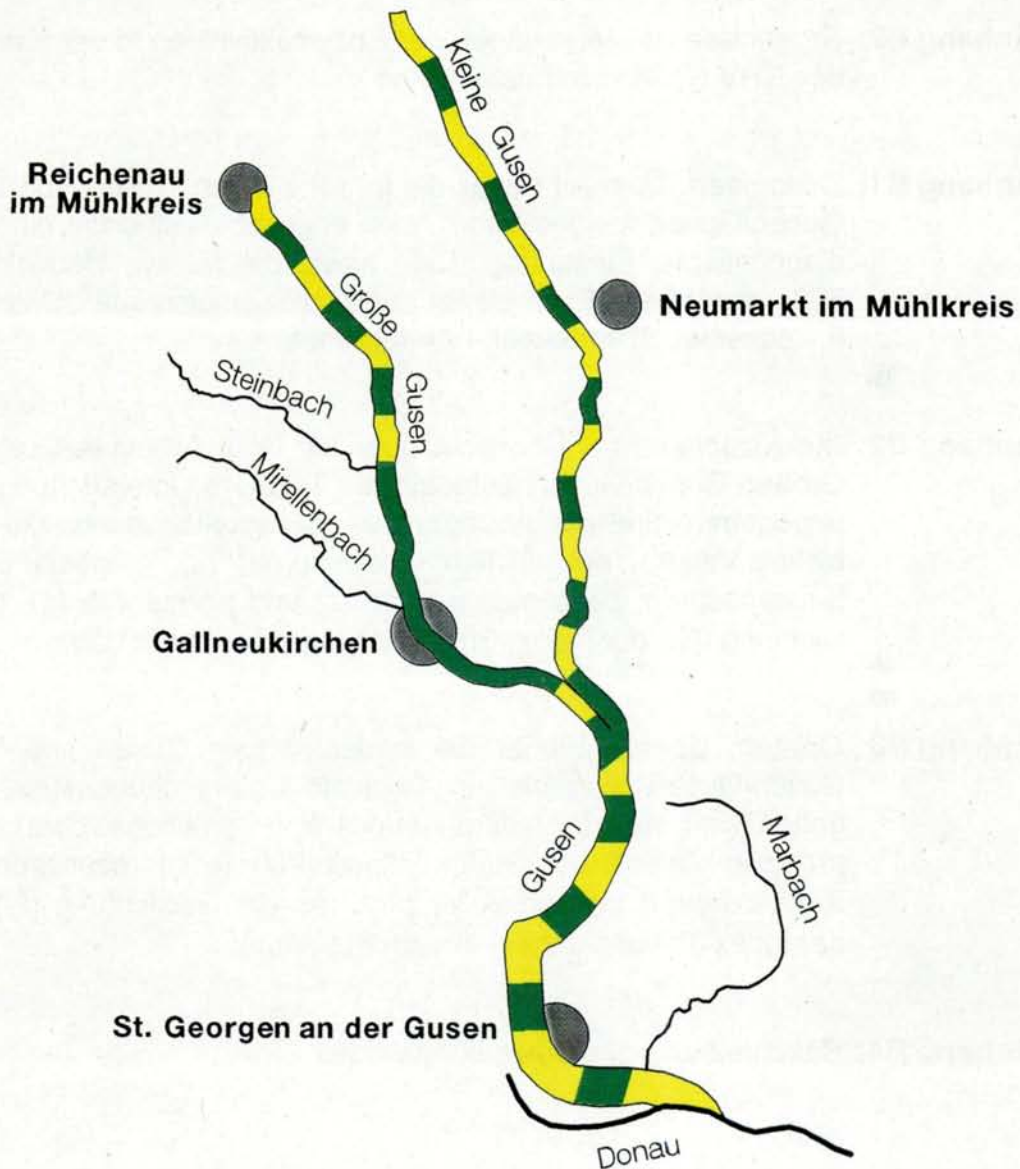 Kleine Gusen
Reichenau
im Mühlkreis
Große Gusen
Neumarkt im Mühlkreis
Steinbach
Mirellenbach
Gallneukirchen
Gusen
Marbach
St. Georgen an der Gusen
Donau